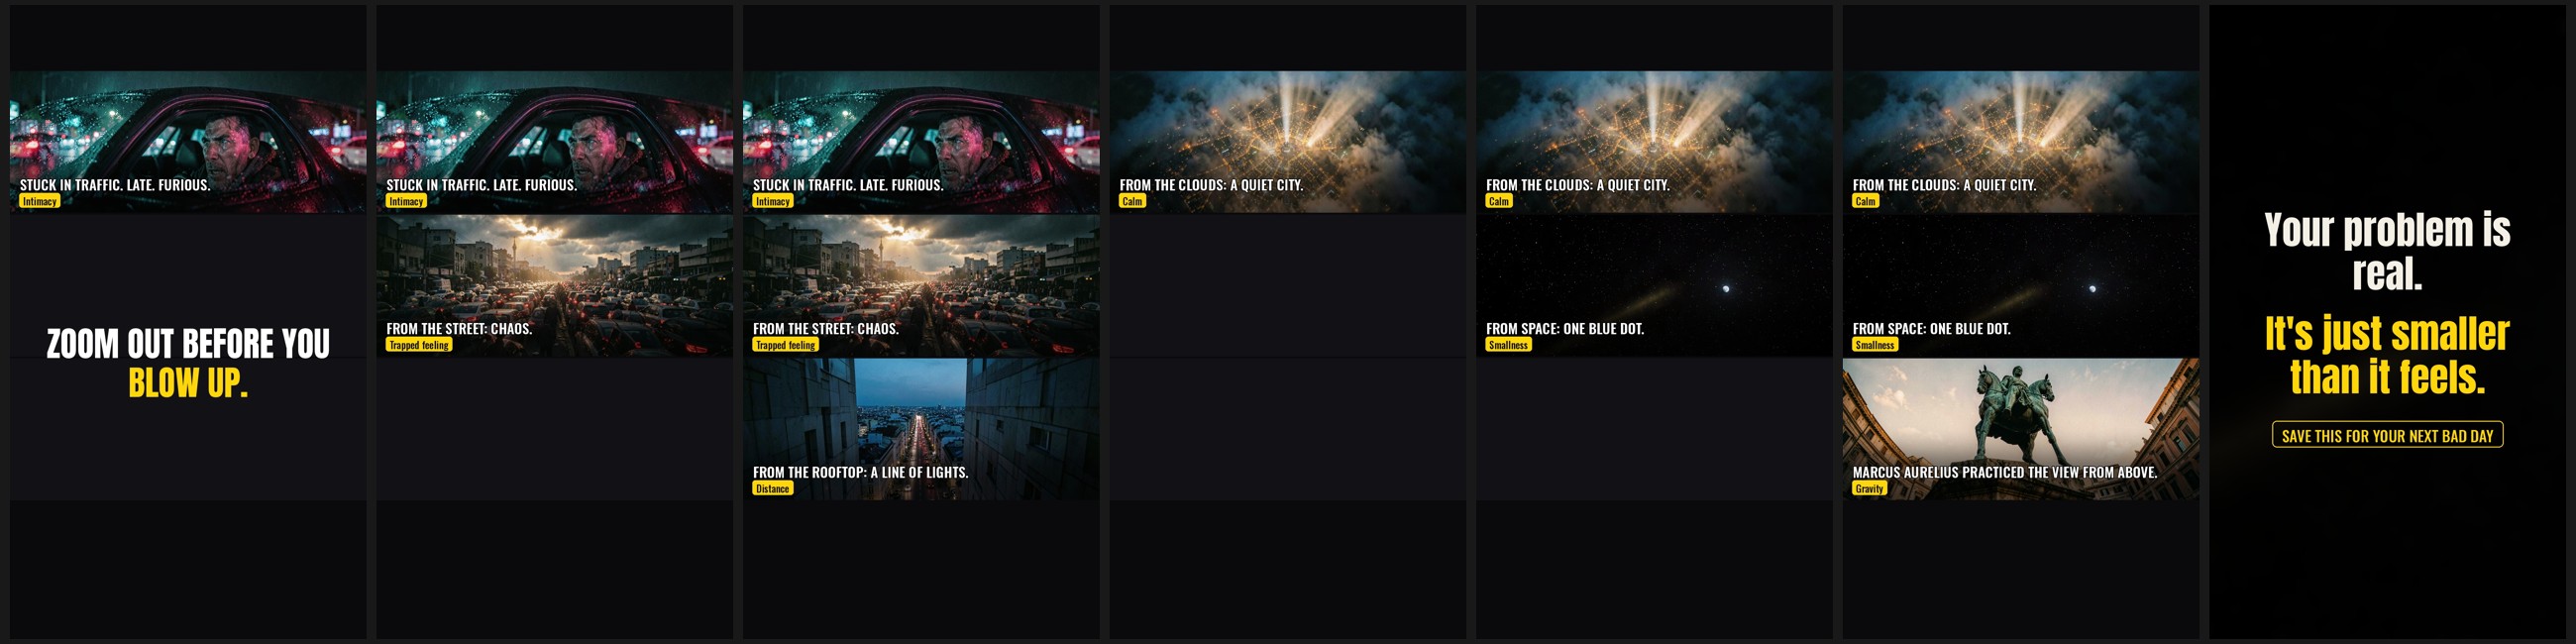 STUCK IN TRAFFIC. LATE. FURIOUS.
Intimacy
ZOOM OUT BEFORE YOU
BLOW UP.
STUCK IN TRAFFIC. LATE. FURIOUS.
Intimacy
FROM THE STREET: CHAOS.
Trapped feeling
STUCK IN TRAFFIC. LATE. FURIOUS.
Intimacy
FROM THE STREET: CHAOS.
Trapped feeling
FROM THE ROOFTOP: A LINE OF LIGHTS.
Distance
FROM THE CLOUDS: A QUIET CITY.
Calm
FROM THE CLOUDS: A QUIET CITY.
Calm
FROM SPACE: ONE BLUE DOT.
Smallness
FROM THE CLOUDS: A QUIET CITY.
Calm
FROM SPACE: ONE BLUE DOT.
Smallness
MARCUS AURELIUS PRACTICED THE VIEW FROM ABOVE.
Gravity
Your problem is
real.
It's just smaller
than it feels.
SAVE THIS FOR YOUR NEXT BAD DAY